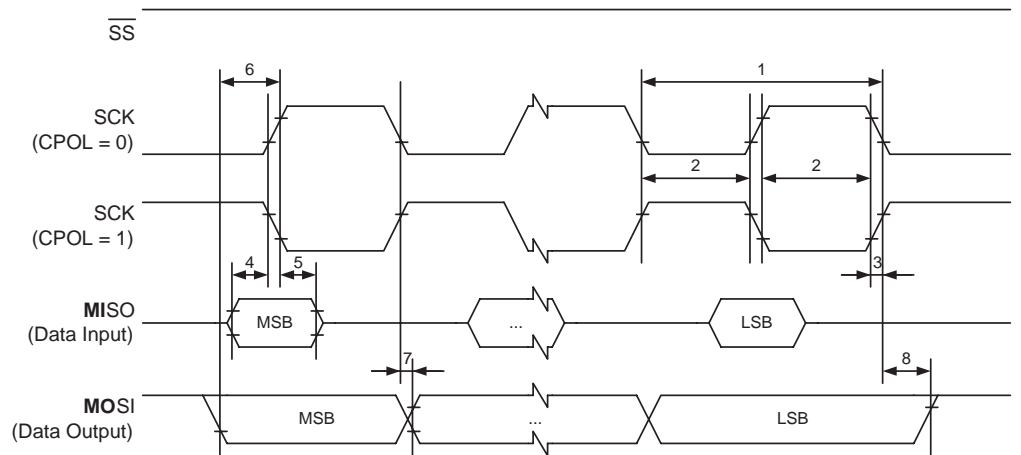 SS
6
1
SCK
(CPOL = 0)
2
2
SCK
(CPOL = 1)
4
5
3
MISO
(Data Input)
MSB
...
LSB
7
8
MOSI
(Data Output)
MSB
...
LSB